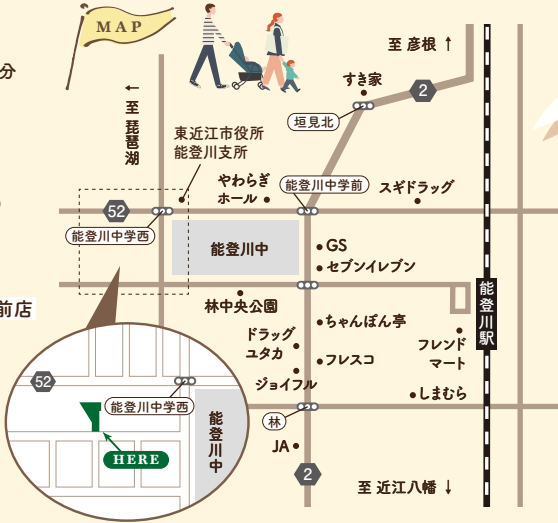 MAP
分
至 彦根 ↑
すき家
2
垣見北
← 至 琵琶湖
東近江市役所
能登川支所
やわらぎ
ホール
能登川中学前
スギドラッグ
52
能登川中学西
能登川中
GS
セブンイレブン
能登川駅
林中央公園
前店
ちゃんぽん亭
ドラッグ
ユタカ
フレンド
マート
フレスコ
ジョイフル
しまむら
52
能登川中学西
林
能登川中
HERE
JA
2
至 近江八幡 ↓